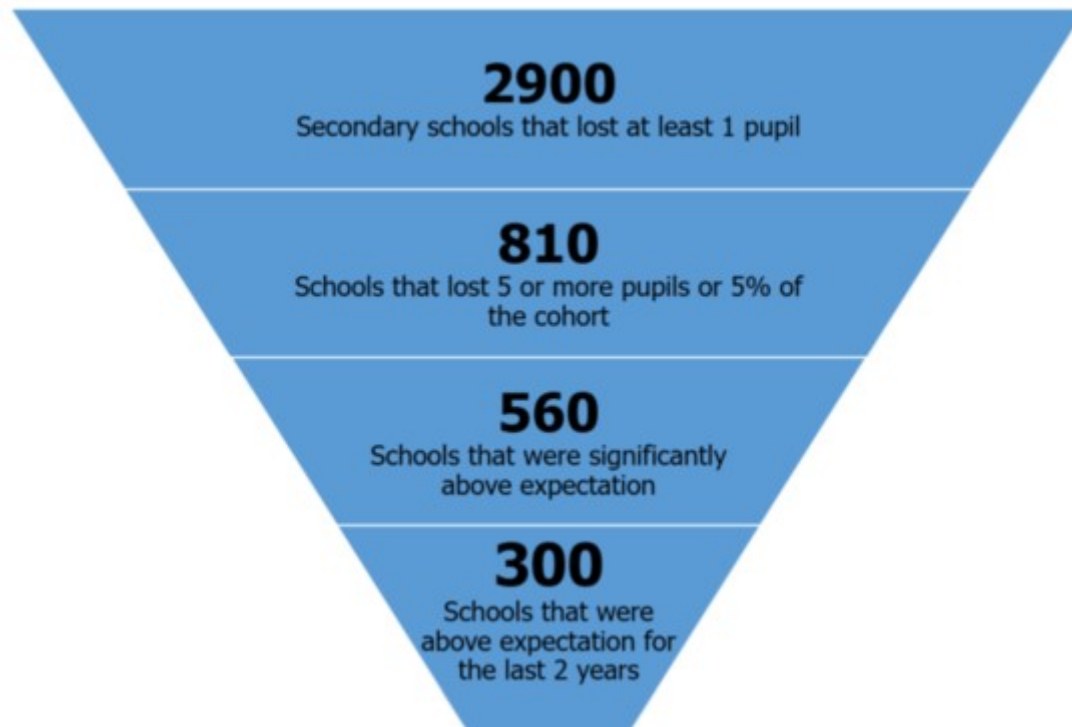 2900
Secondary schools that lost at least 1 pupil
810
Schools that lost 5 or more pupils or 5% of
the cohort
560
Schools that were significantly
above expectation
300
Schools that were
above expectation for
the last 2 years